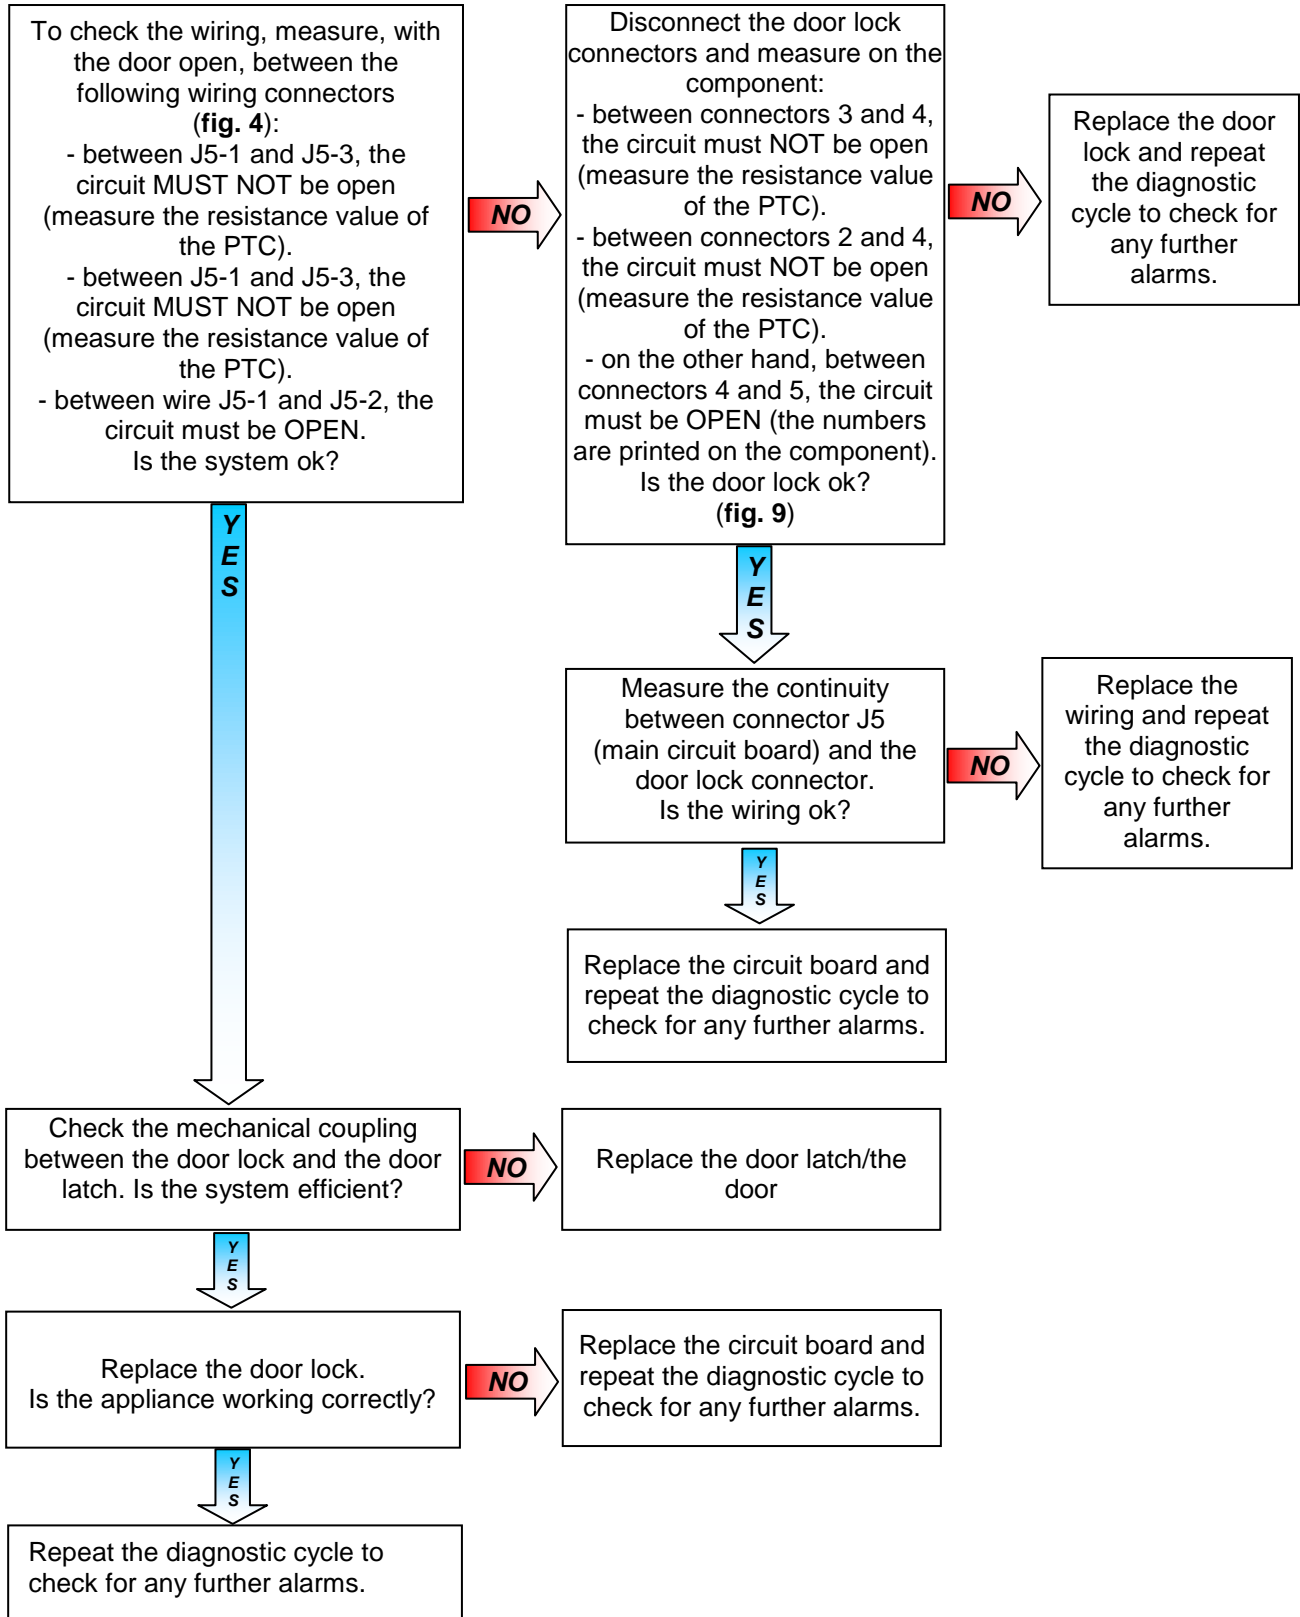 To check the wiring, measure, with
the door open, between the
following wiring connectors
(fig. 4):
- between J5-1 and J5-3, the
circuit MUST NOT be open
(measure the resistance value of
the PTC).
- between J5-1 and J5-3, the
circuit MUST NOT be open
(measure the resistance value of
the PTC).
- between wire J5-1 and J5-2, the
circuit must be OPEN.
Is the system ok?
NO
Disconnect the door lock
connectors and measure on the
component:
- between connectors 3 and 4,
the circuit must NOT be open
(measure the resistance value
of the PTC).
- between connectors 2 and 4,
the circuit must NOT be open
(measure the resistance value
of the PTC).
- on the other hand, between
connectors 4 and 5, the circuit
must be OPEN (the numbers
are printed on the component).
Is the door lock ok?
(fig. 9)
NO
Replace the door
lock and repeat
the diagnostic
cycle to check for
any further
alarms.
YES
YES
Measure the continuity
between connector J5
(main circuit board) and the
door lock connector.
Is the wiring ok?
NO
Replace the
wiring and repeat
the diagnostic
cycle to check for
any further
alarms.
YES
Replace the circuit board and
repeat the diagnostic cycle to
check for any further alarms.
Check the mechanical coupling
between the door lock and the door
latch. Is the system efficient?
NO
Replace the door latch/the
door
YES
Replace the door lock.
Is the appliance working correctly?
NO
Replace the circuit board and
repeat the diagnostic cycle to
check for any further alarms.
YES
Repeat the diagnostic cycle to
check for any further alarms.